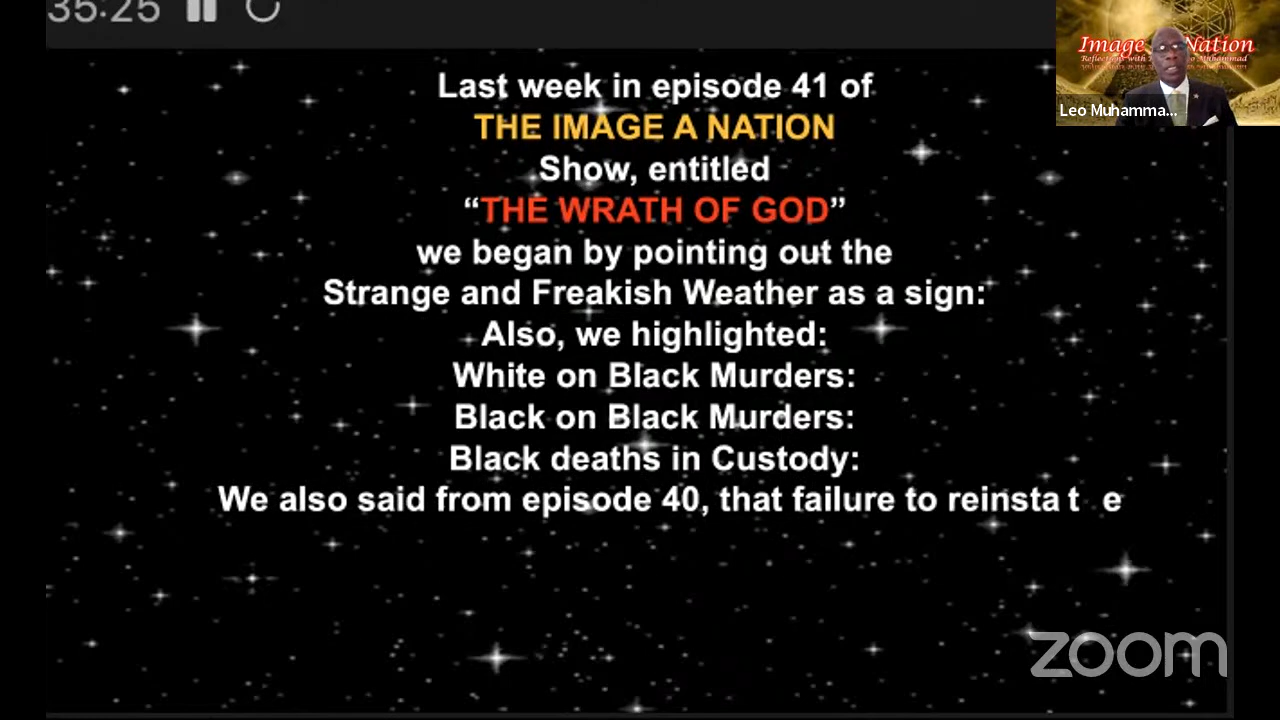 35:25
Image Nation
Leo Muhamma...
Last week in episode 41 of
THE IMAGE A NATION
Show, entitled
“THE WRATH OF GOD”
we began by pointing out the
Strange and Freakish Weather as a sign:
Also, we highlighted:
White on Black Murders:
Black on Black Murders:
Black deaths in Custody:
We also said from episode 40, that failure to reinsta t e
zoom